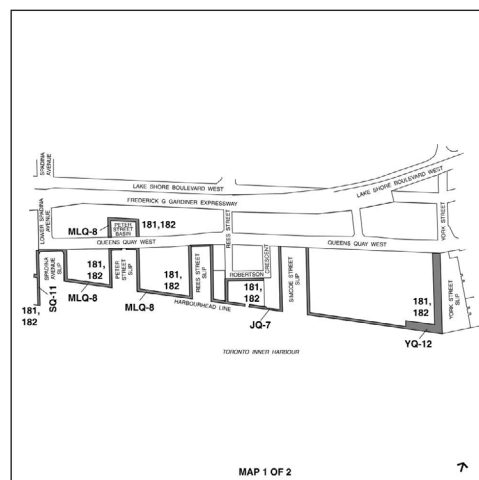 SPADINA
AVENUE
LAKE SHORE BOULEVARD WEST
LAKE SHORE BOULEVARD WEST
FREDERICK G GARDINER EXPRESSWAY
LOWER SPADINA
AVENUE
MLQ-8
PETER
STREET
BASIN
181,182
REES STREET
YORK STREET
QUEENS QUAY WEST
QUEENS QUAY WEST
SPADINA
AVENUE
SLIP
181,
182
PETER
STREET
SLIP
181,
182
REES STREET
SLIP
ROBERTSON
CRESCENT
181,
182
SIMCOE STREET
SLIP
181,
182
YORK STREET
SLIP
SQ-11
181,
182
MLQ-8
MLQ-8
HARBOURHEAD LINE
JQ-7
YQ-12
TORONTO INNER HARBOUR
MAP 1 OF 2